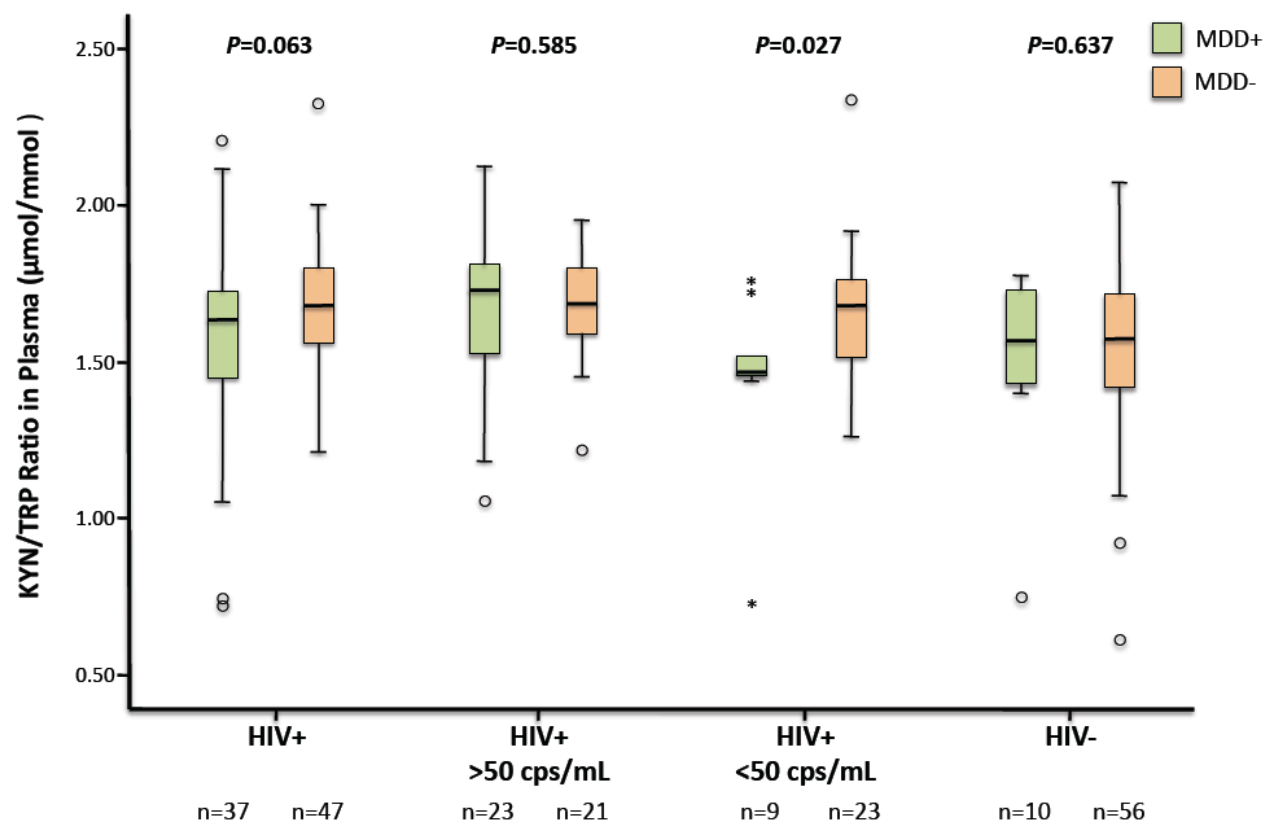 P=0.063 P=0.585 P=0.027 P=0.637
MDD+
MDD-
KYN/TRP Ratio in Plasma (µmol/mmol )
2.50
2.00
1.50
1.00
0.50
* 
*
*
HIV+ HIV+ HIV+ HIV-
>50 cps/mL <50 cps/mL
n=37 n=47 n=23 n=21 n=9 n=23 n=10 n=56